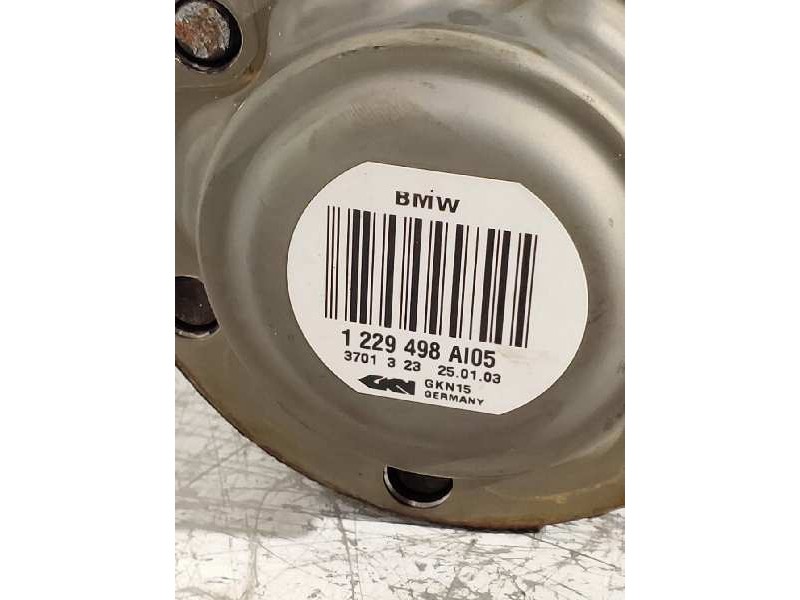 BMW
1 229 498 AI05
3701 3 23 25.01.03
GKN GKN15
GERMANY